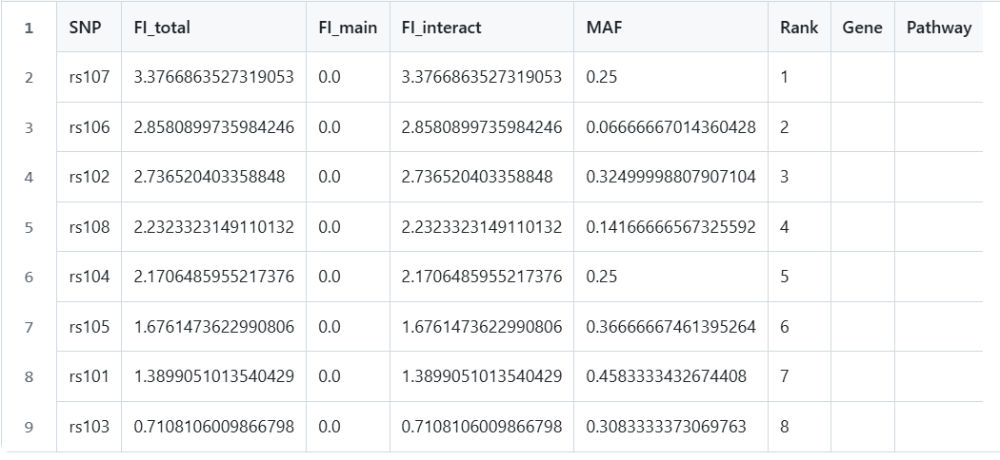 1 SNP FI_total FI_main FI_interact MAF Rank Gene Pathway
2 rs107 3.3766863527319053 0.0 3.3766863527319053 0.25 1
3 rs106 2.8580899735984246 0.0 2.8580899735984246 0.06666667014360428 2
4 rs102 2.736520403358848 0.0 2.736520403358848 0.32499998807907104 3
5 rs108 2.2323323149110132 0.0 2.2323323149110132 0.14166666567325592 4
6 rs104 2.1706485955217376 0.0 2.1706485955217376 0.25 5
7 rs105 1.6761473622990806 0.0 1.6761473622990806 0.36666667461395264 6
8 rs101 1.3899051013540429 0.0 1.3899051013540429 0.4583333432674408 7
9 rs103 0.7108106009866798 0.0 0.7108106009866798 0.3083333373069763 8